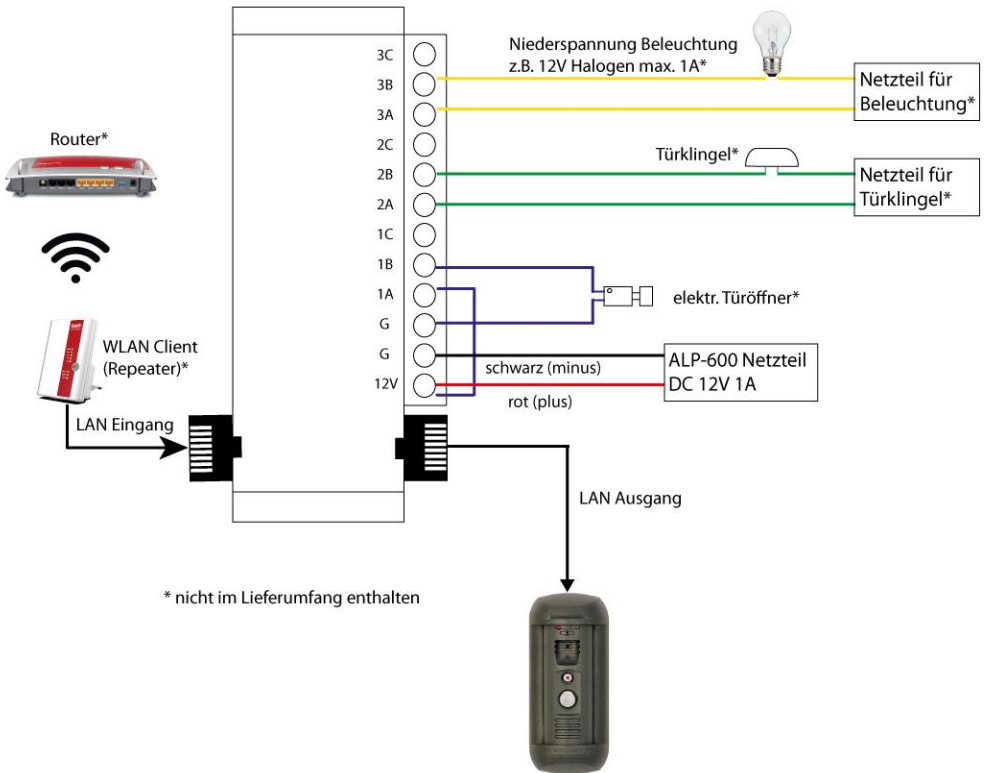 3C
3B
3A
2C
2B
2A
1C
1B
1A
G
G
12V
Niederspannung Beleuchtung
z.B. 12V Halogen max. 1A*
Netzteil für
Beleuchtung*
Router*
Türklingel*
Netzteil für
Türklingel*
elektr. Türöffner*
WLAN Client
(Repeater)*
schwarz (minus)
rot (plus)
ALP-600 Netzteil
DC 12V 1A
LAN Eingang
LAN Ausgang
* nicht im Lieferumfang enthalten